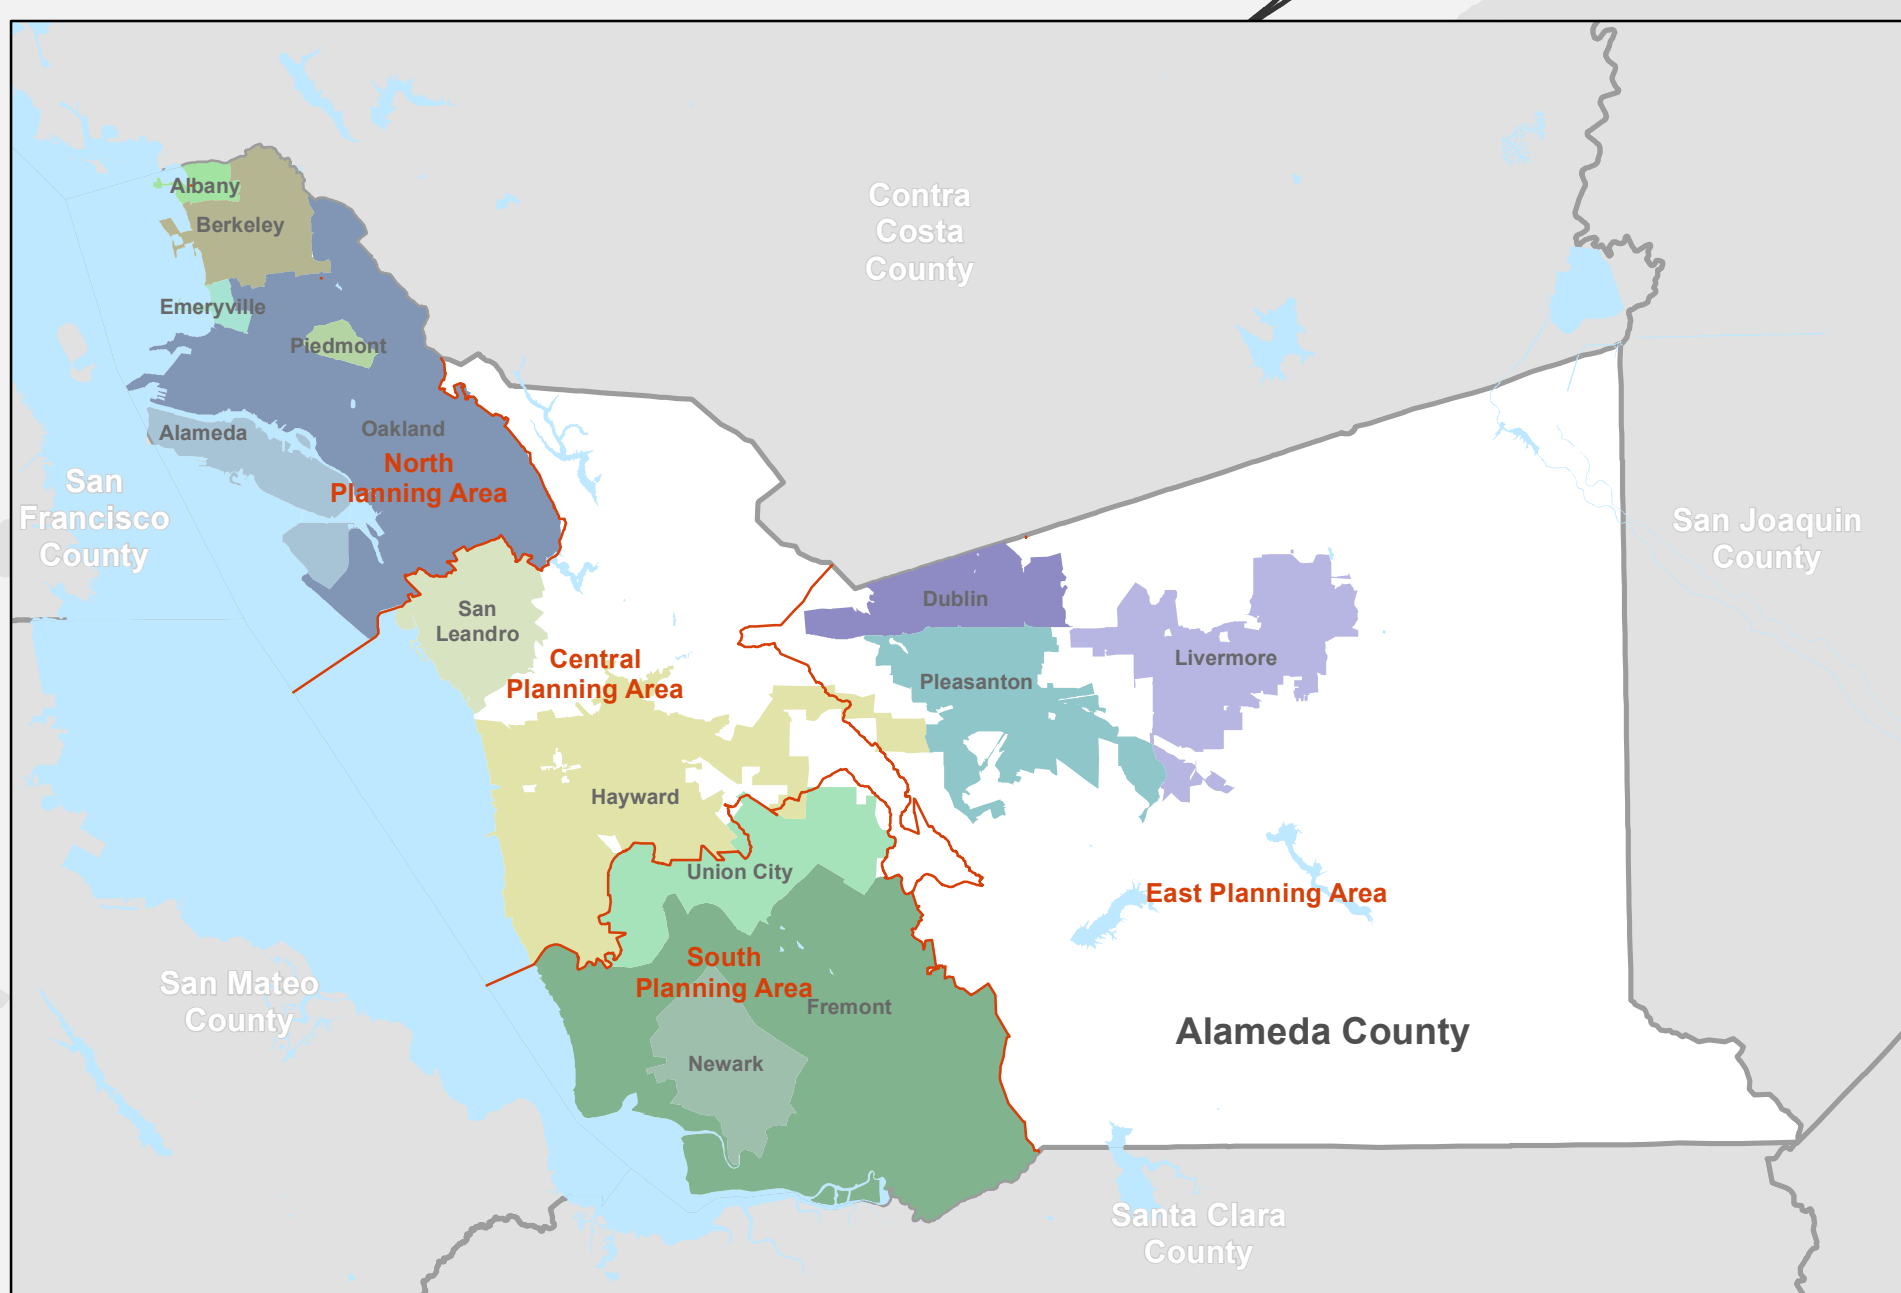 Albany
Berkeley
Contra
Costa
County
Emeryville
Piedmont
Alameda
Oakland
North
Planning Area
San
Francisco
County
San Joaquin
County
San
Leandro
Dublin
Central
Planning Area
Livermore
Pleasanton
Hayward
Union City
East Planning Area
South
Planning Area
Fremont
San Mateo
County
Alameda County
Newark
Santa Clara
County